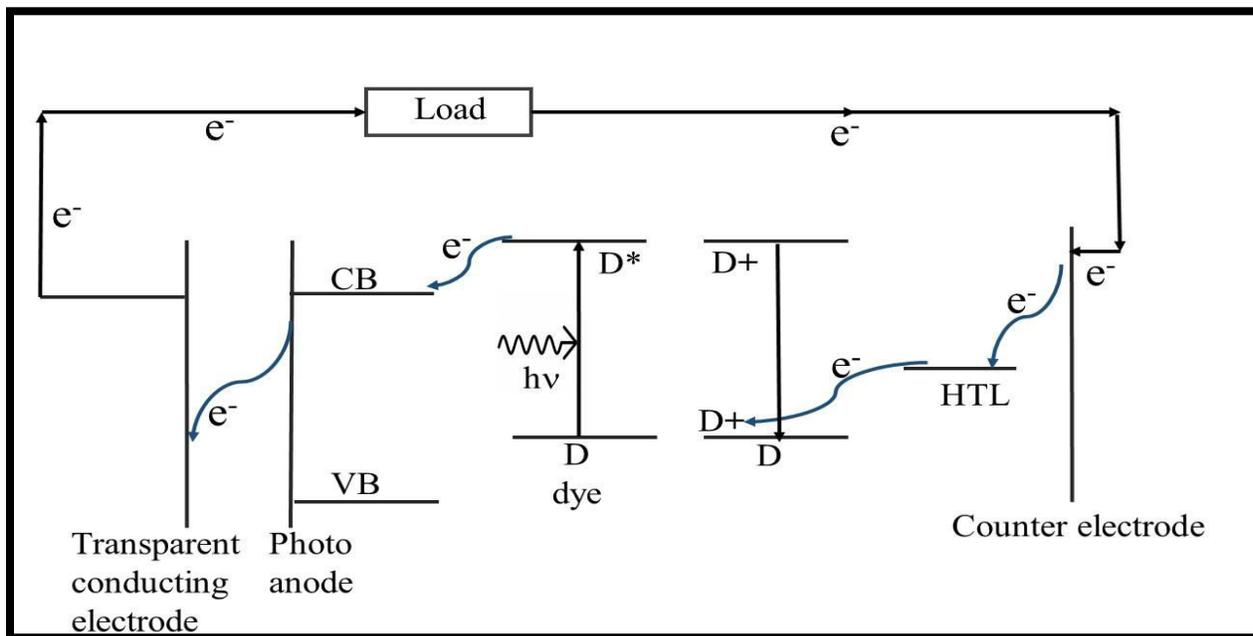 Load
e-
e-
e-
e-
D*
D+
e-
CB
e-
hν
e-
HTL
e-
D+
D
D
dye
VB
Counter electrode
Transparent
conducting
electrode
Photo
anode